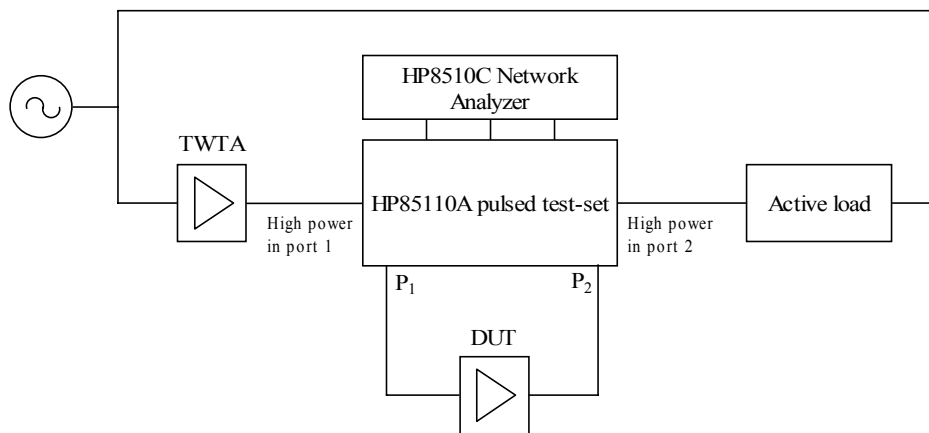 HP8510C Network
Analyzer
TWTA
HP85110A pulsed test-set
Active load
High power
in port 1
High power
in port 2
P1
P2
DUT